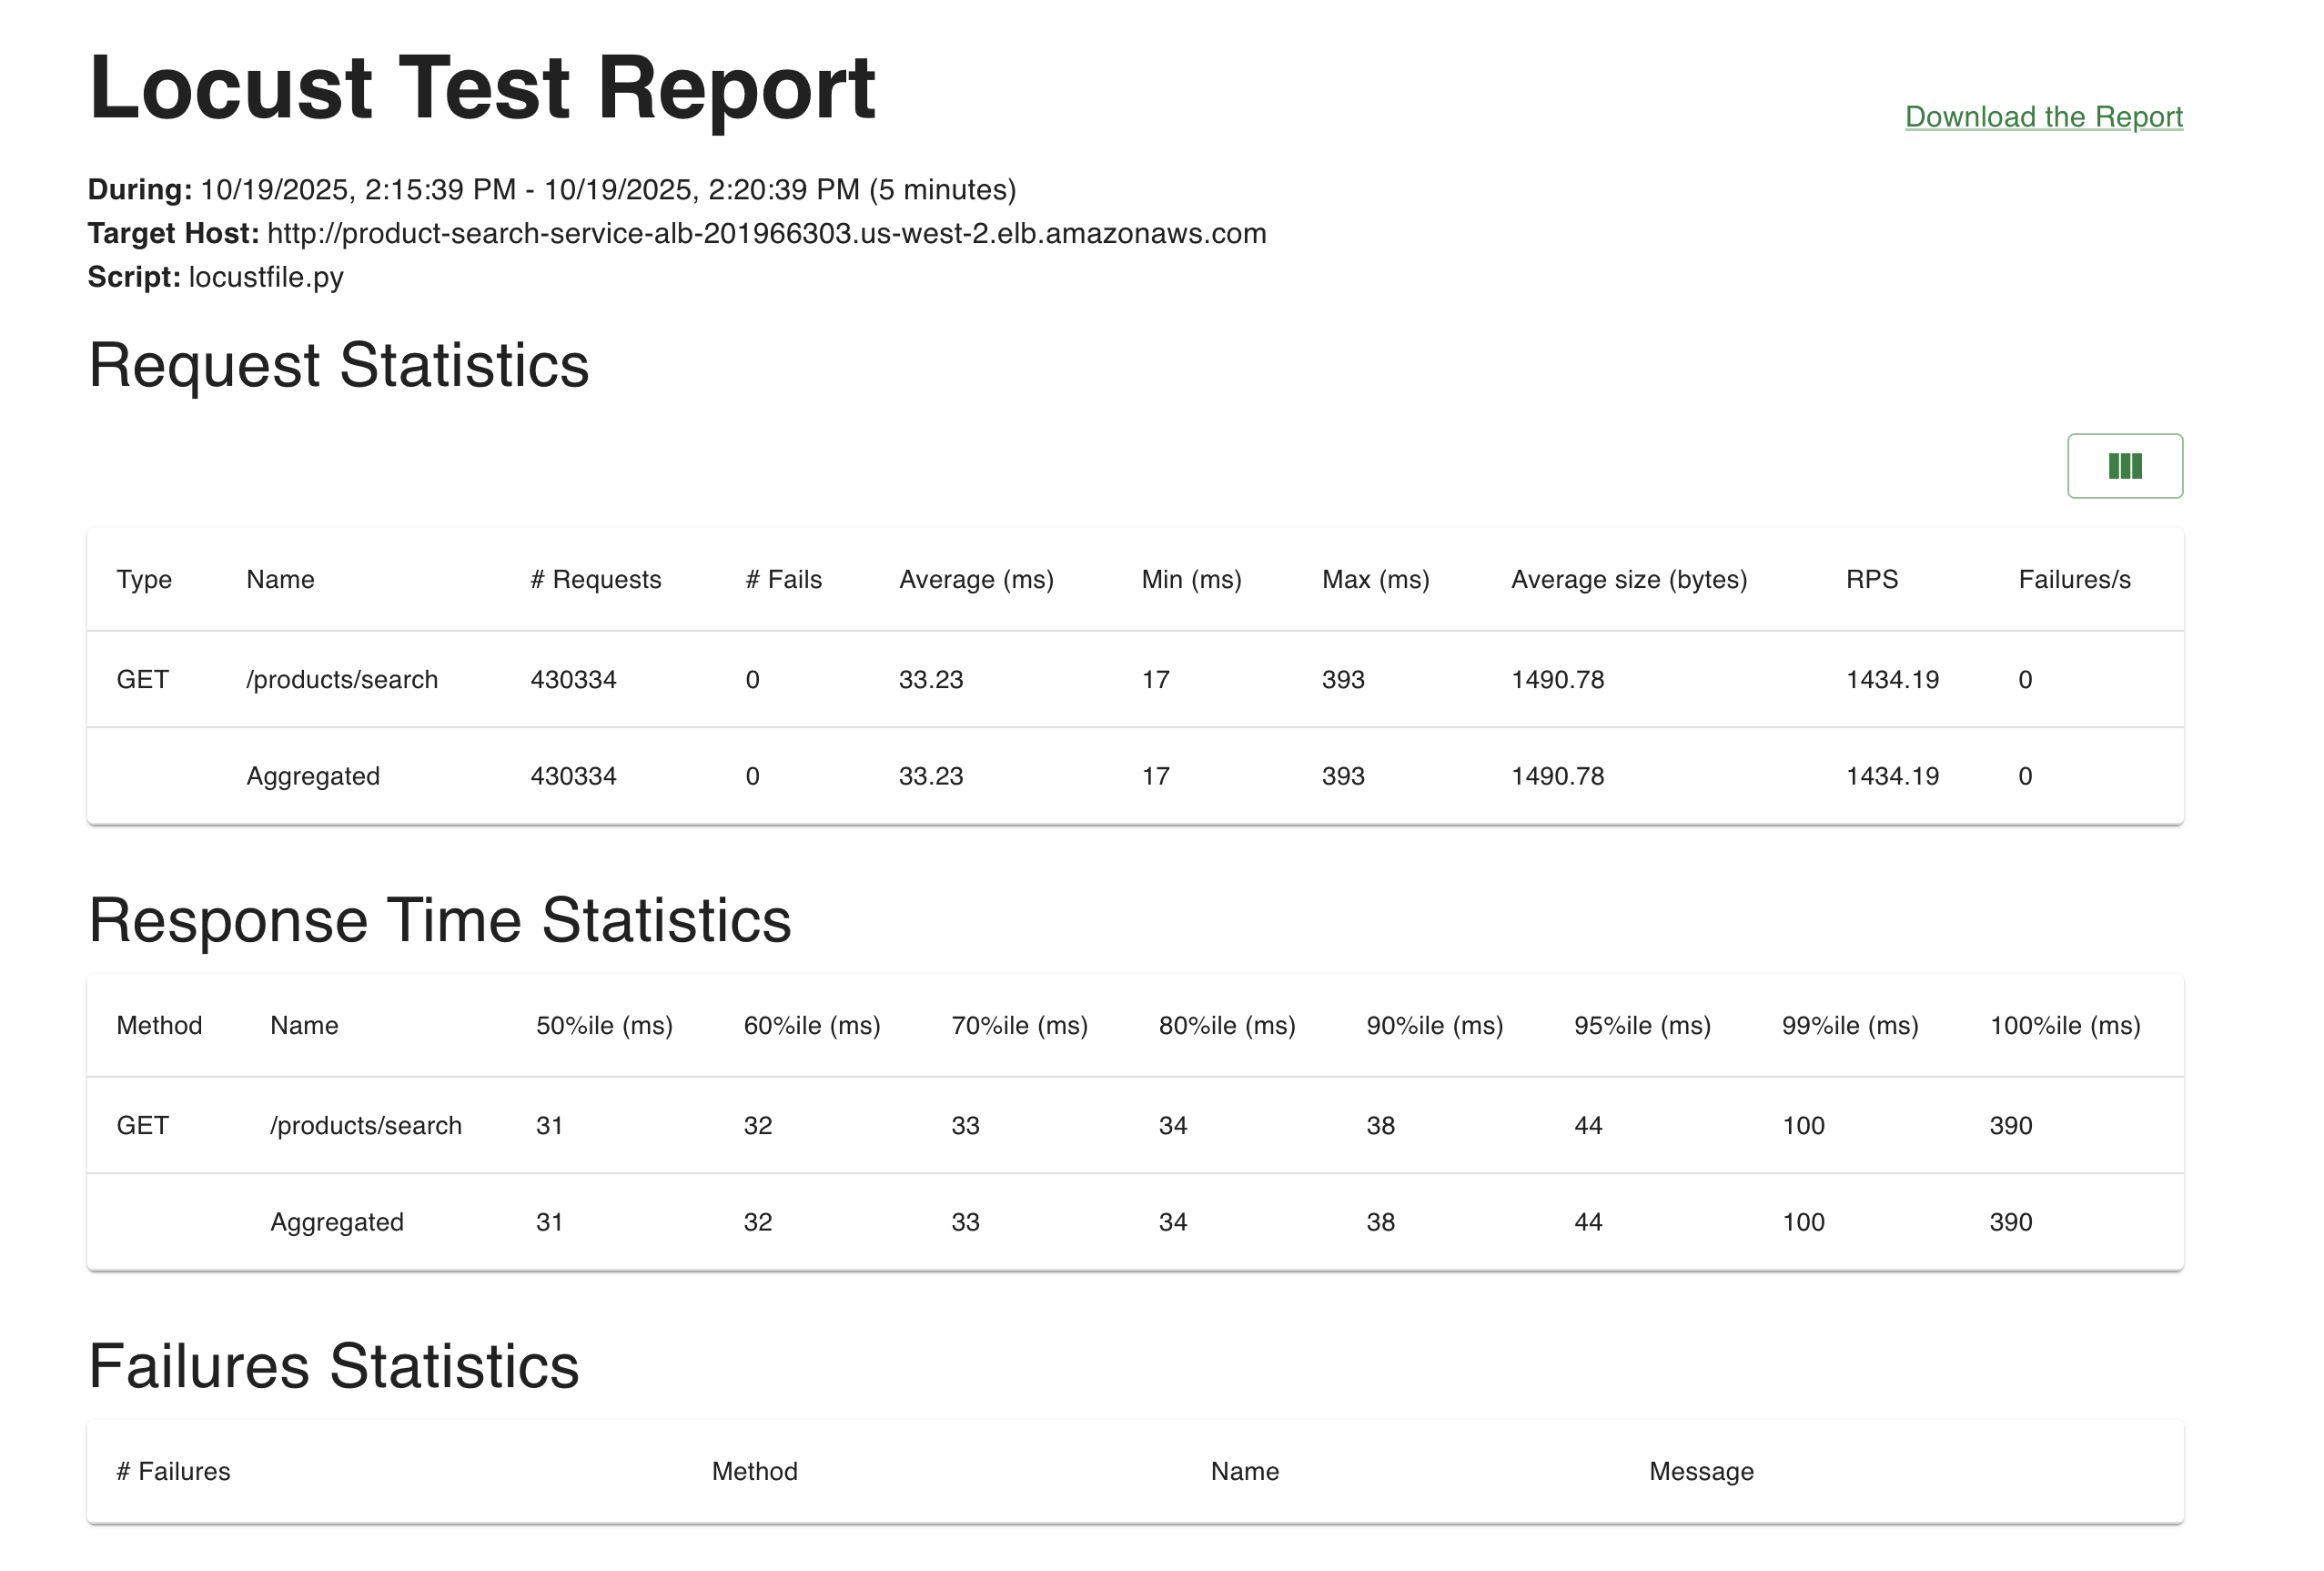 Locust Test Report
Download the Report
During: 10/19/2025, 2:15:39 PM - 10/19/2025, 2:20:39 PM (5 minutes)
Target Host: http://product-search-service-alb-201966303.us-west-2.elb.amazonaws.com
Script: locustfile.py
Request Statistics
Type Name # Requests # Fails Average (ms) Min (ms) Max (ms) Average size (bytes) RPS Failures/s
GET /products/search 430334 0 33.23 17 393 1490.78 1434.19 0
Aggregated 430334 0 33.23 17 393 1490.78 1434.19 0
Response Time Statistics
Method Name 50%ile (ms) 60%ile (ms) 70%ile (ms) 80%ile (ms) 90%ile (ms) 95%ile (ms) 99%ile (ms) 100%ile (ms)
GET /products/search 31 32 33 34 38 44 100 390
Aggregated 31 32 33 34 38 44 100 390
Failures Statistics
# Failures Method Name Message